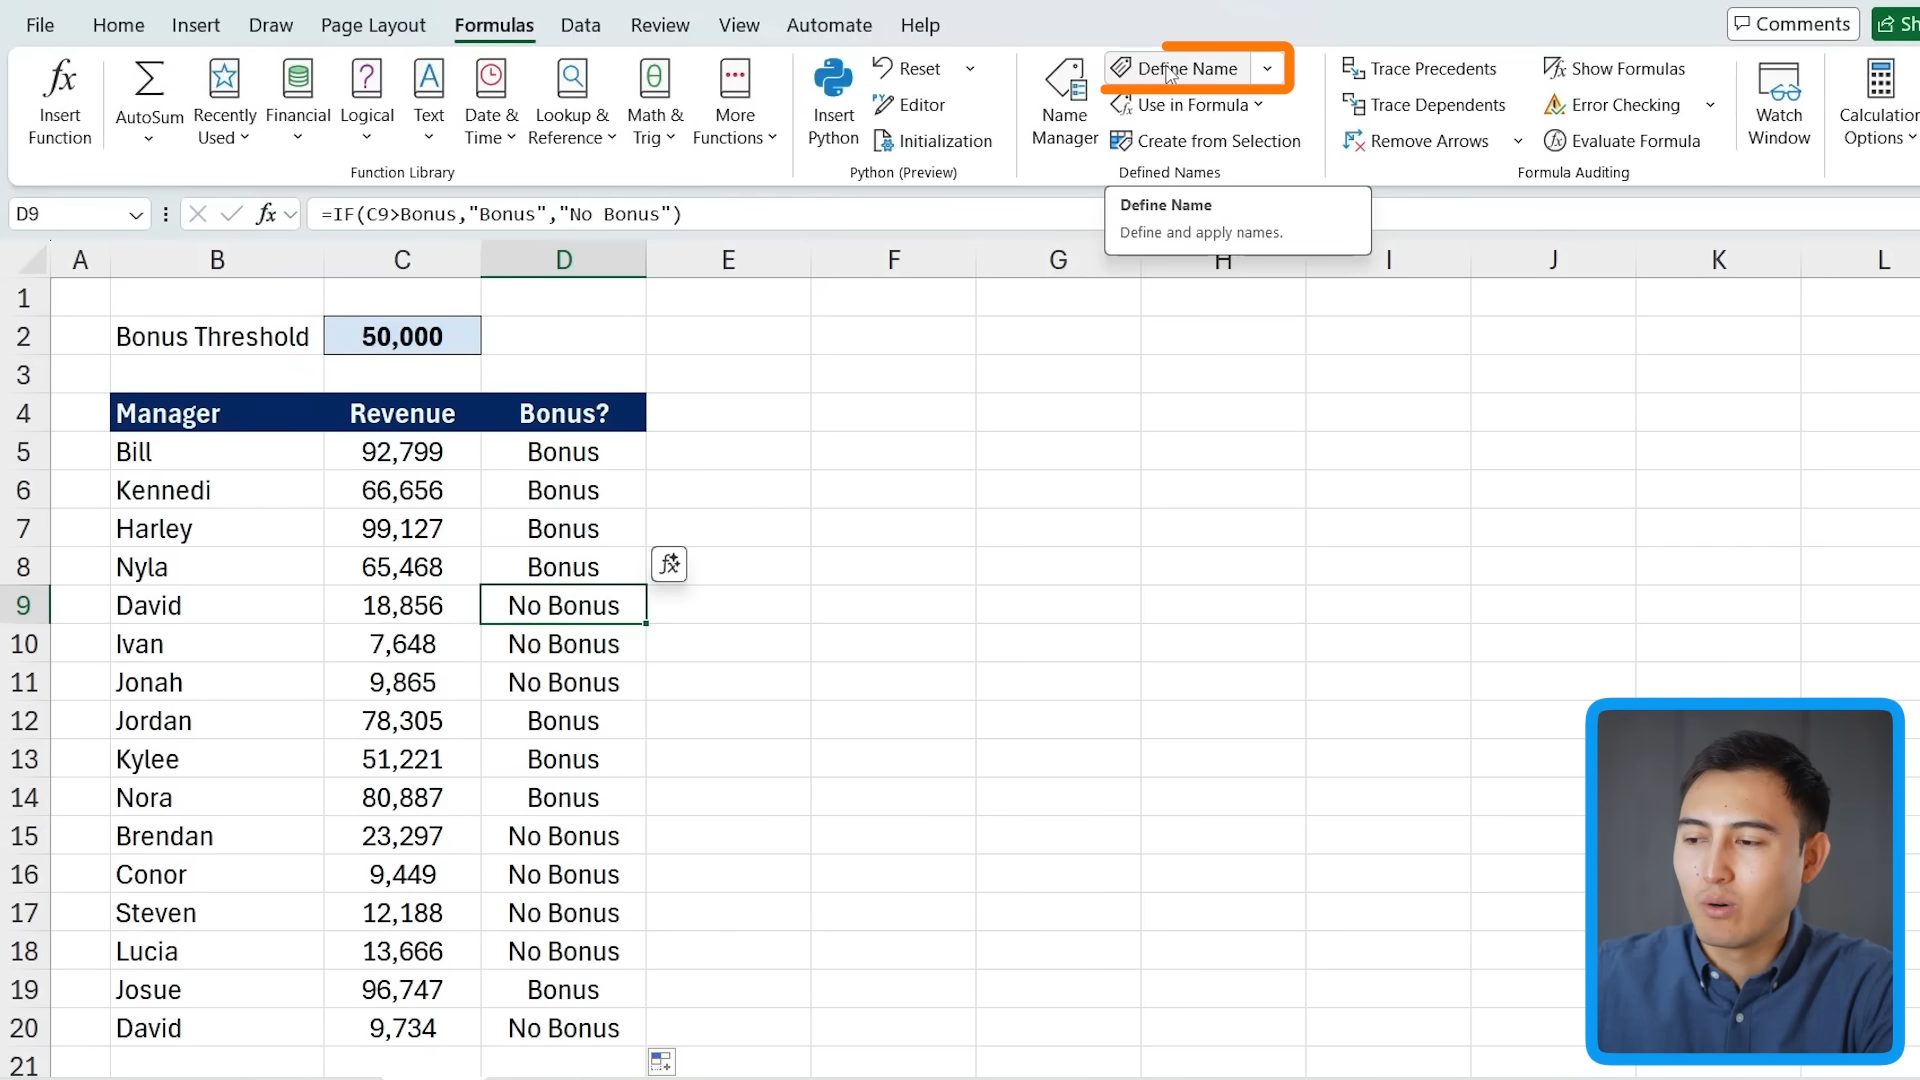 File Home Insert Draw Page Layout Formulas Data Review View Automate Help Comments Sh
Insert Function
AutoSum
Recently Used
Financial
Logical
Text
Date & Time
Lookup & Reference
Math & Trig
More Functions
Function Library
Insert Python
Reset
Editor
Initialization
Python (Preview)
Name Manager
Define Name
Use in Formula
Create from Selection
Defined Names
Trace Precedents
Trace Dependents
Remove Arrows
Show Formulas
Error Checking
Evaluate Formula
Formula Auditing
Watch Window
Calculation Options
D9 fx =IF(C9>Bonus,"Bonus","No Bonus")
Define Name
Define and apply names.
A B C D E F G H I J K L
1
2 Bonus Threshold 50,000
3
4 Manager Revenue Bonus?
5 Bill 92,799 Bonus
6 Kennedi 66,656 Bonus
7 Harley 99,127 Bonus
8 Nyla 65,468 Bonus
9 David 18,856 No Bonus
10 Ivan 7,648 No Bonus
11 Jonah 9,865 No Bonus
12 Jordan 78,305 Bonus
13 Kylee 51,221 Bonus
14 Nora 80,887 Bonus
15 Brendan 23,297 No Bonus
16 Conor 9,449 No Bonus
17 Steven 12,188 No Bonus
18 Lucia 13,666 No Bonus
19 Josue 96,747 Bonus
20 David 9,734 No Bonus
21